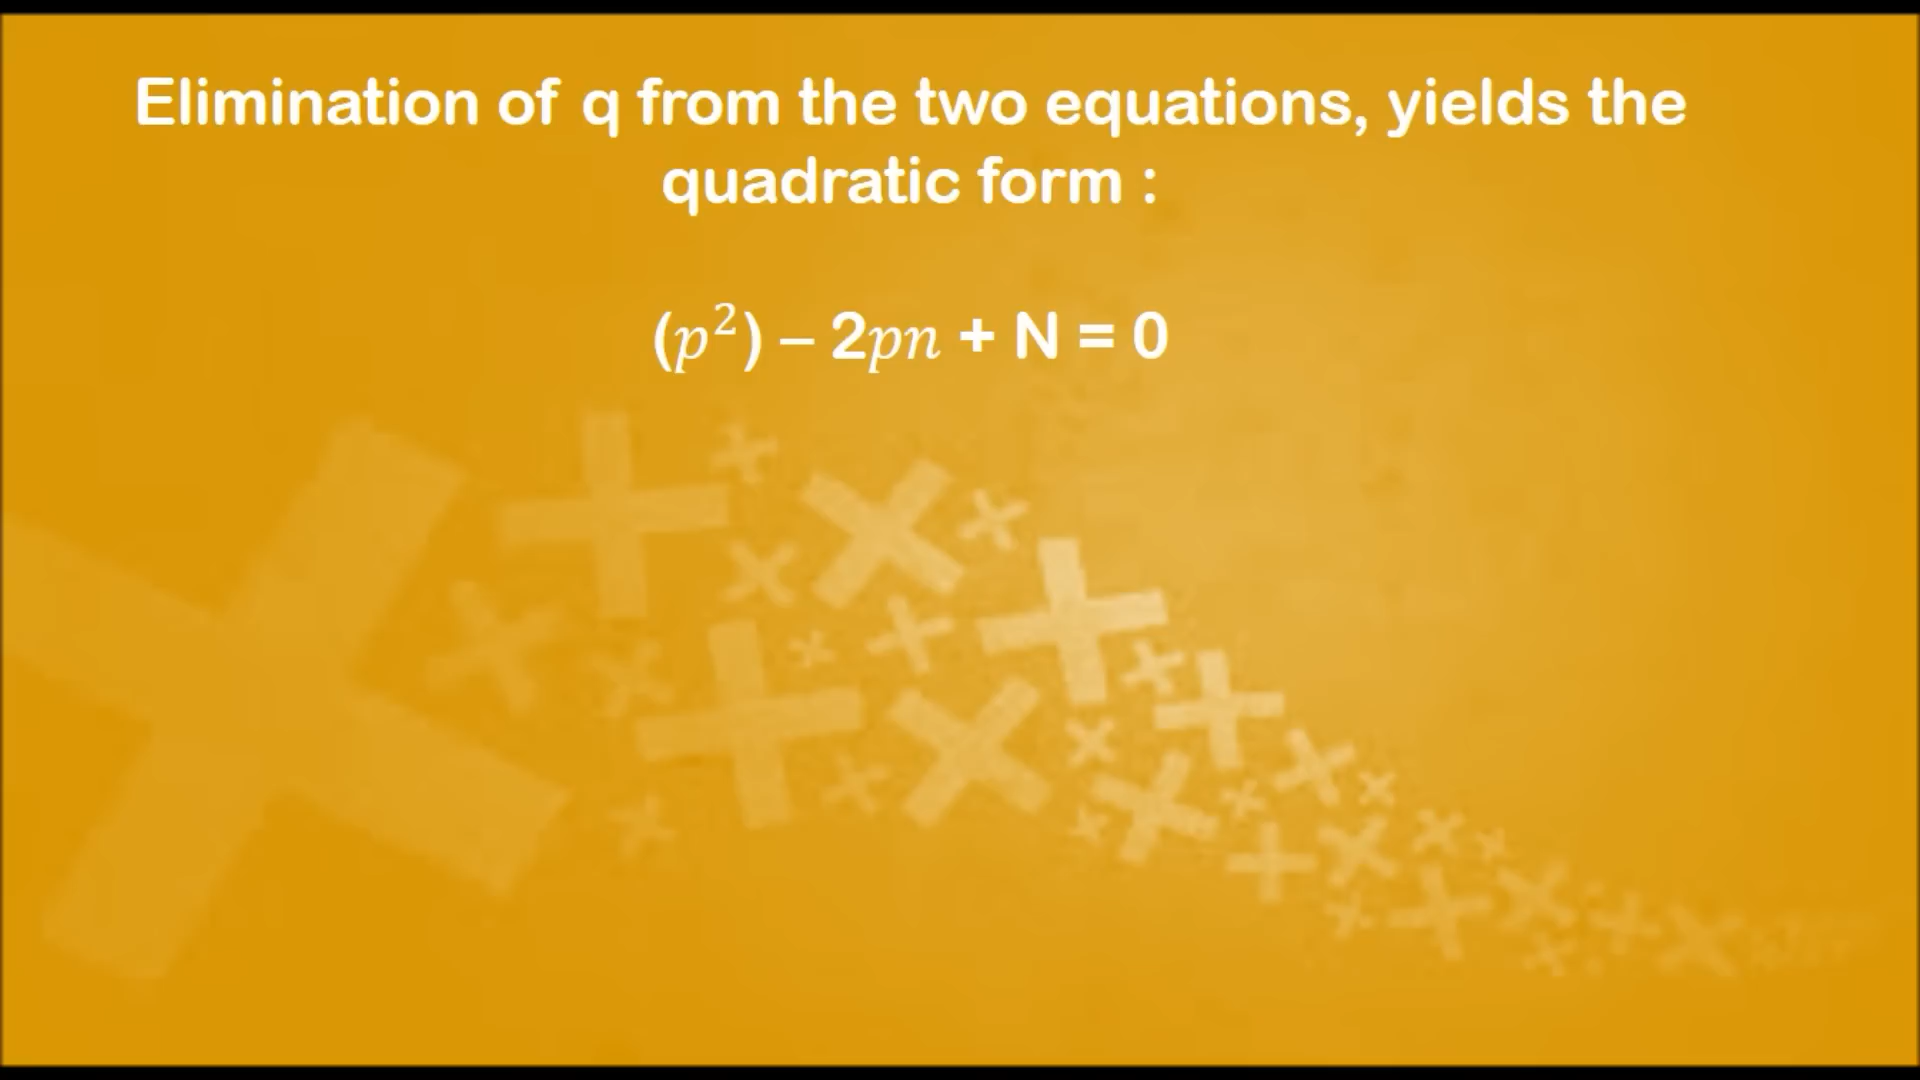 Elimination of q from the two equations, yields the
quadratic form :
(p²) – 2pn + N = 0